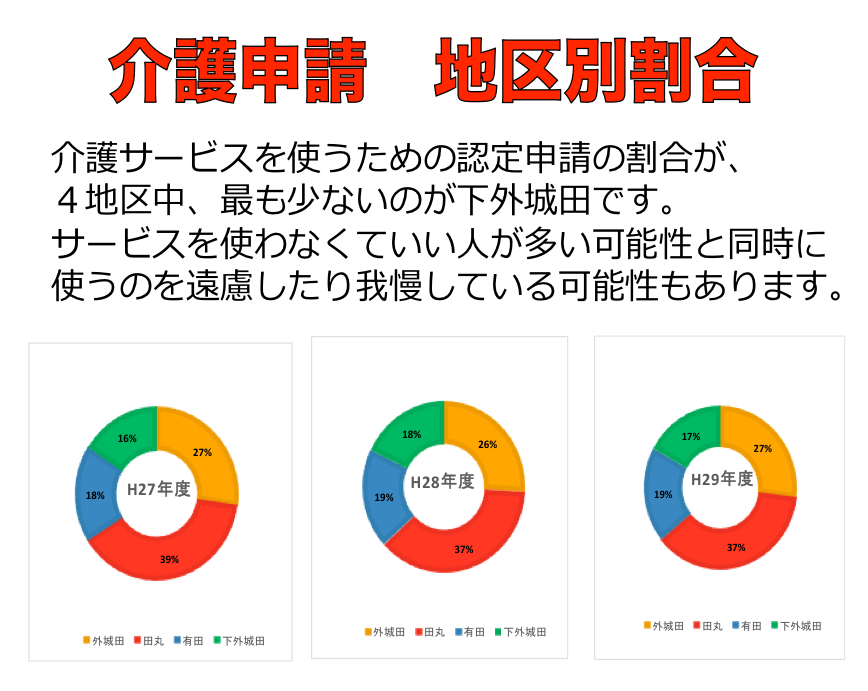 介護申請　地区別割合
介護サービスを使うための認定申請の割合が、
４地区中、最も少ないのが下外城田です。
サービスを使わなくていい人が多い可能性と同時に
使うのを遠慮したり我慢している可能性もあります。
27%
39%
18%
16%
H27年度
外城田 田丸 有田 下外城田
26%
37%
19%
18%
H28年度
外城田 田丸 有田 下外城田
27%
37%
19%
17%
H29年度
外城田 田丸 有田 下外城田